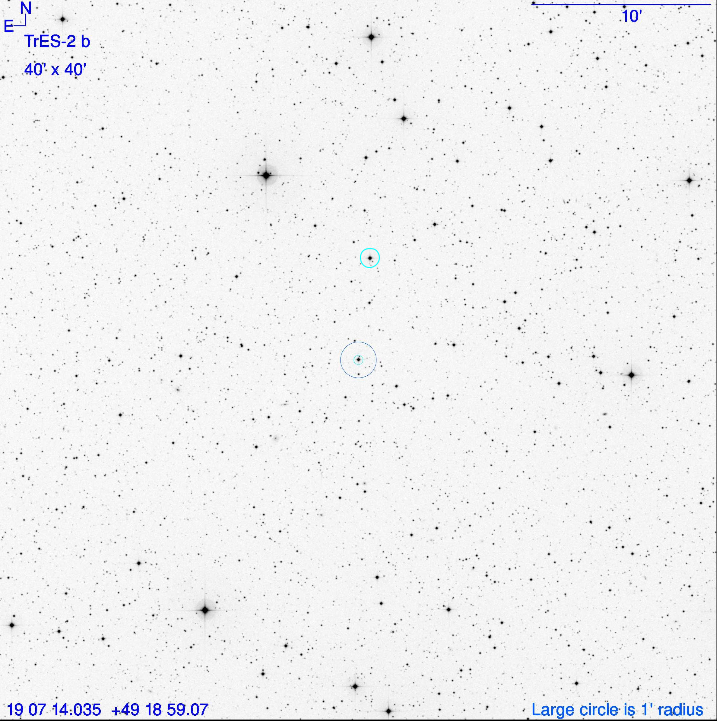 N
E
10'
TrES-2 b
40' x 40'
19 07 14.035 +49 18 59.07
Large circle is 1' radius